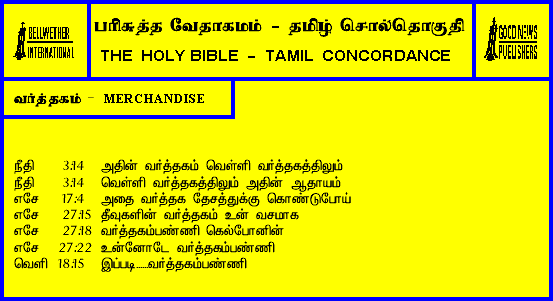 BELLWETHER
INTERNATIONAL
பரிசுத்த வேதாகமம் - தமிழ் சொல்தொகுதி
THE HOLY BIBLE - TAMIL CONCORDANCE
GOOD NEWS
PUBLISHERS
வர்த்தகம் - MERCHANDISE
நீதி 3:14 அதின் வர்த்தகம் வெள்ளி வர்த்தகத்திலும்
நீதி 3:14 வெள்ளி வர்த்தகத்திலும் அதின் ஆதாயம்
எசே 17:4 அதை வர்த்தக தேசத்துக்கு கொண்டுபோய்
எசே 27:15 தீவுகளின் வர்த்தகம் உன் வசமாக
எசே 27:18 வர்த்தகம்பண்ணி கெல்போனின்
எசே 27:22 உன்னோடே வர்த்தகம்பண்ணி
வெளி 18:15 இப்படி.....வர்த்தகம்பண்ணி